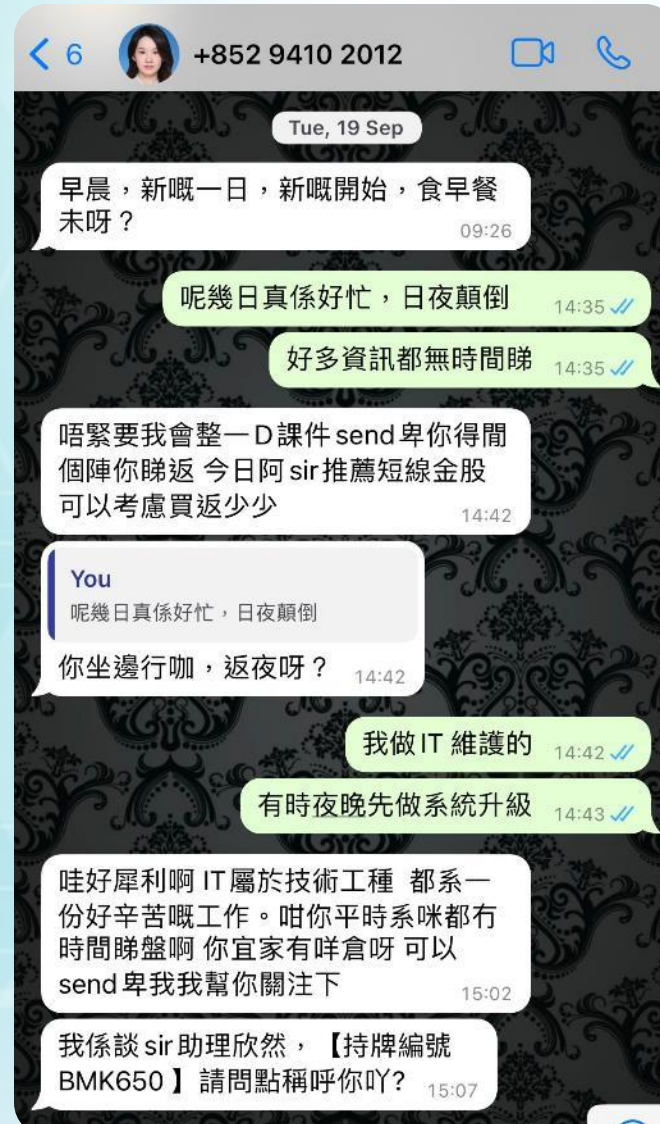 6
+852 9410 2012
Tue, 19 Sep
早晨，新嘅一日，新嘅開始，食早餐
未呀？
09:26
呢幾日真係好忙，日夜顛倒
14:35
好多資訊都無時間睇
14:35
唔緊要我會整一D課件send卑你得閒
個陣你睇返 今日阿sir推薦短線金股
可以考慮買返少少
14:42
You
呢幾日真係好忙，日夜顛倒
你坐邊行咖，返夜呀？
14:42
我做IT 維護的
14:42
有時夜晚先做系統升級
14:43
哇好犀利啊 IT屬於技術工種 都系一
份好辛苦嘅工作。咁你平時系咪都冇
時間睇盤啊 你宜家有咩倉呀 可以
send卑我我幫你關注下
15:02
我係談sir助理欣然，【持牌編號
BMK650 】請問點稱呼你吖?
15:07